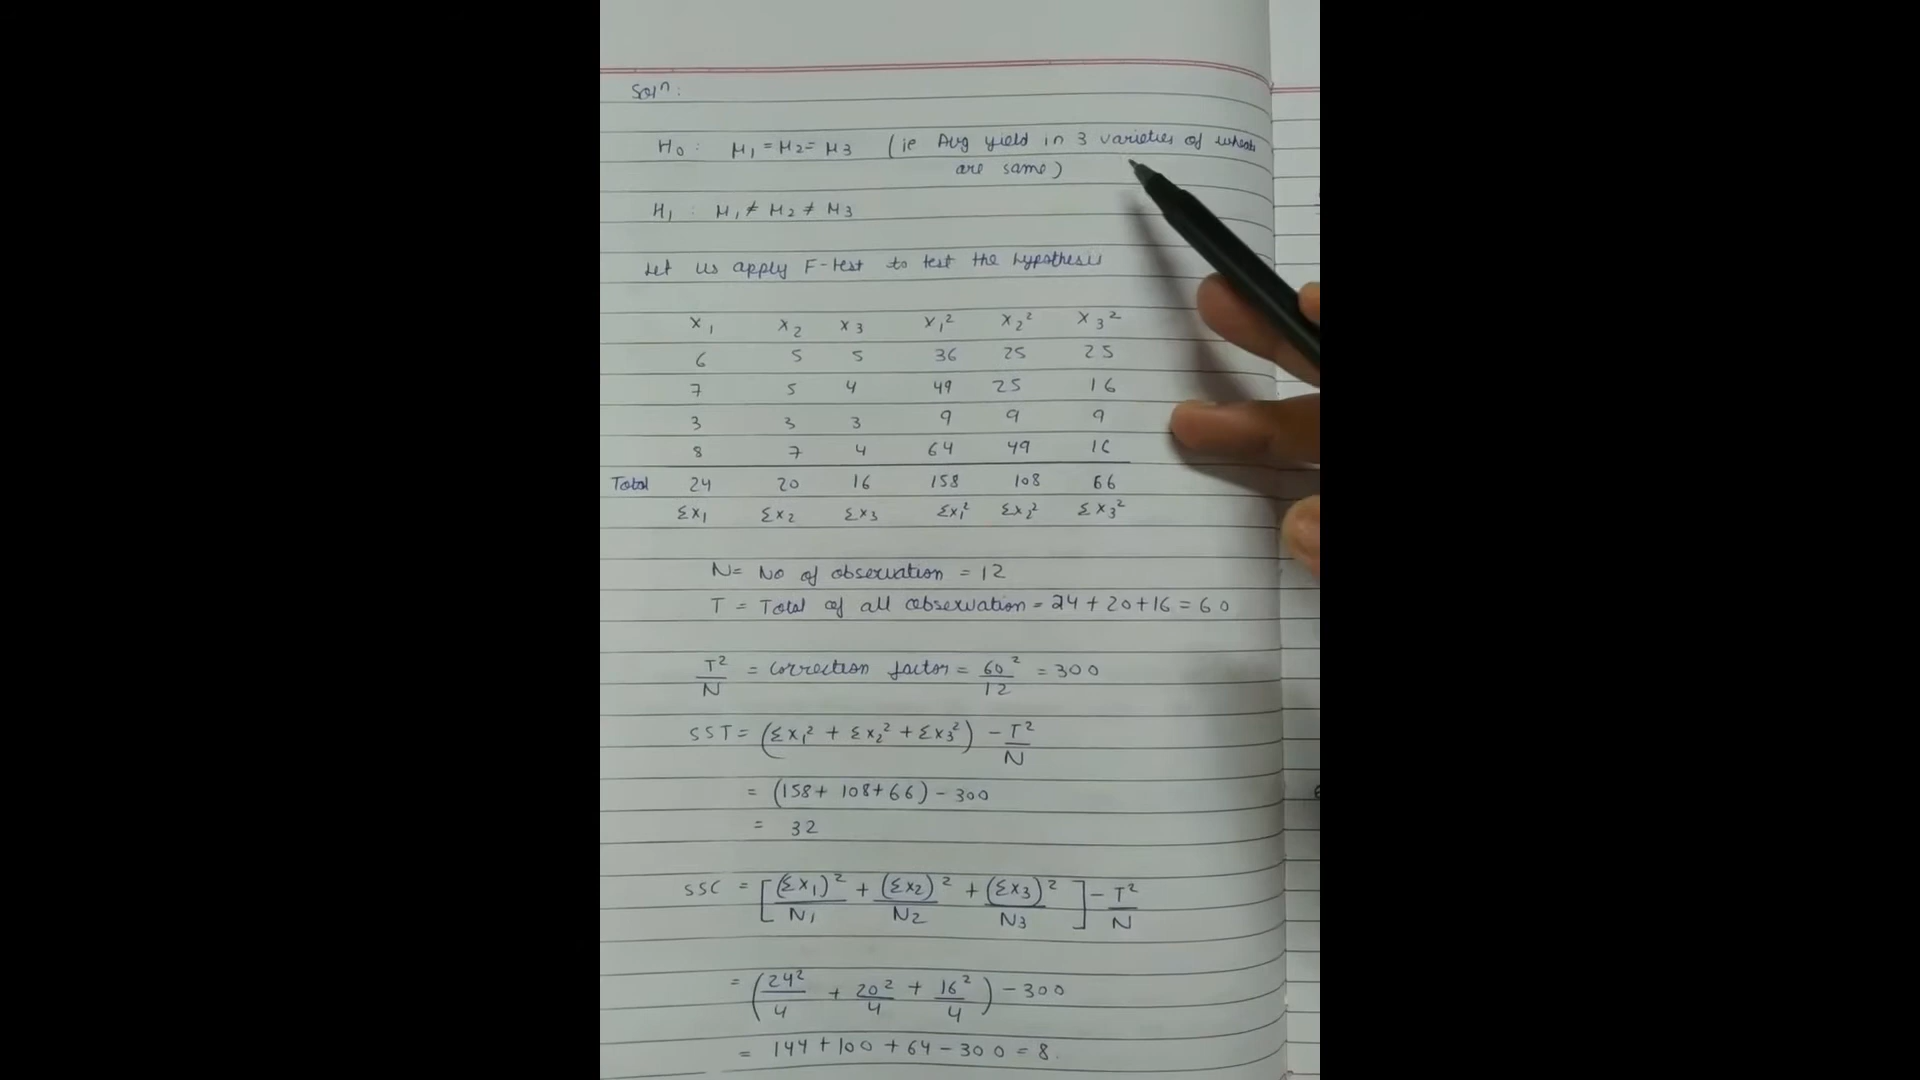 Solⁿ:
H₀: μ₁ = μ₂ = μ₃ (ie Avg yield in 3 varieties of wheats
are same)
H₁: μ₁ ≠ μ₂ ≠ μ₃
Let us apply F-test to test the hypothesis
X₁ X₂ X₃ X₁² X₂² X₃²
6 5 5 36 25 25
7 5 4 49 25 16
3 3 3 9 9 9
8 7 4 64 49 16
Total 24 20 16 158 108 66
Σx₁ Σx₂ Σx₃ Σx₁² Σx₂² Σx₃²
N= No of observation = 12
T = Total of all observation = 24 + 20 + 16 = 60
T²/N = correction factor = 60²/12 = 300
SST = (Σx₁² + Σx₂² + Σx₃²) - T²/N
= (158 + 108 + 66) - 300
= 32
SSC = [(Σx₁)²/N₁ + (Σx₂)²/N₂ + (Σx₃)²/N₃] - T²/N
= (24²/4 + 20²/4 + 16²/4) - 300
= 144 + 100 + 64 - 300 = 8.